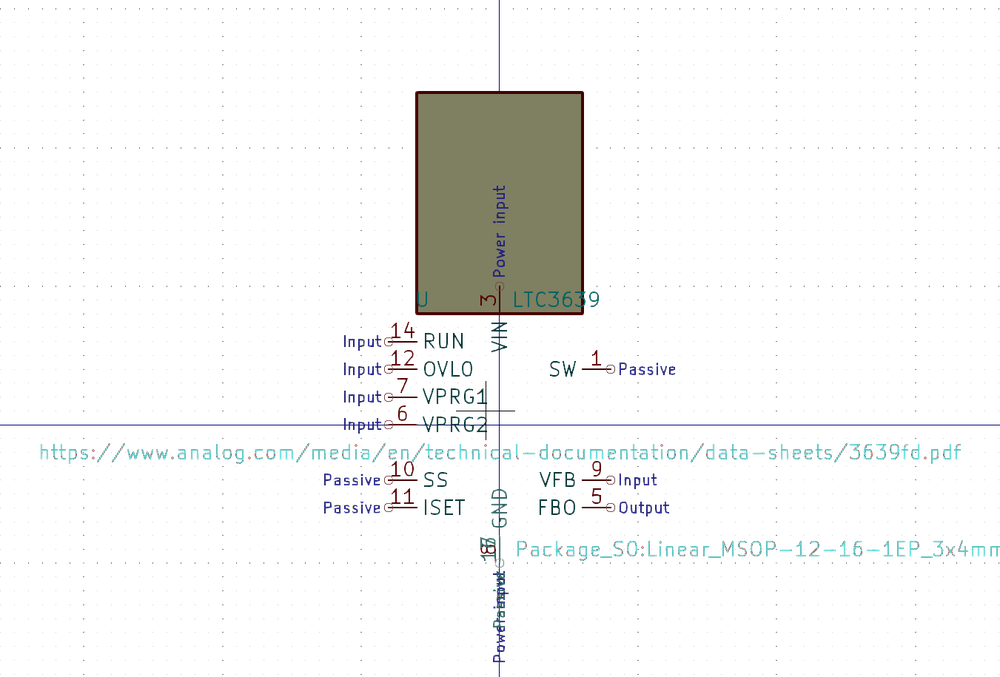 Power input
U 3 LTC3639
VIN
Input 14 RUN
Input 12 OVLO SW 1 Passive
Input 7 VPRG1
Input 6 VPRG2
https://www.analog.com/media/en/technical-documentation/data-sheets/3639fd.pdf
Passive 10 SS VFB 9 Input
Passive 11 ISET FBO 5 Output
GND
Package_SO:Linear_MSOP-12-16-1EP_3x4mm